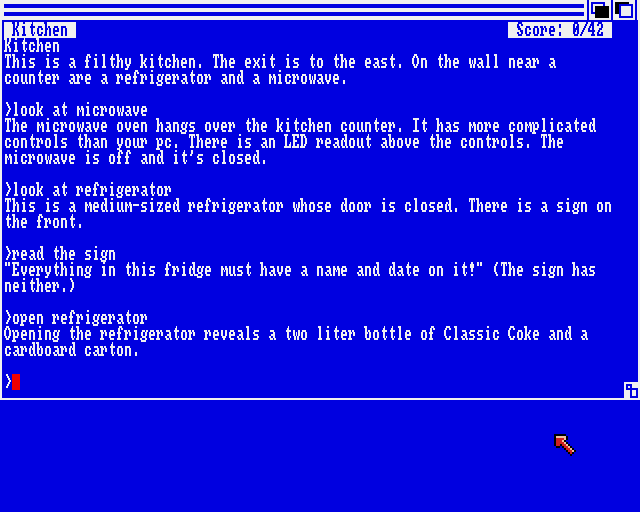 Kitchen Score: 0/42
Kitchen
This is a filthy kitchen. The exit is to the east. On the wall near a
counter are a refrigerator and a microwave.
>look at microwave
The microwave oven hangs over the kitchen counter. It has more complicated
controls than your pc. There is an LED readout above the controls. The
microwave is off and it's closed.
>look at refrigerator
This is a medium-sized refrigerator whose door is closed. There is a sign on
the front.
>read the sign
"Everything in this fridge must have a name and date on it!" (The sign has
neither.)
>open refrigerator
Opening the refrigerator reveals a two liter bottle of Classic Coke and a
cardboard carton.
>